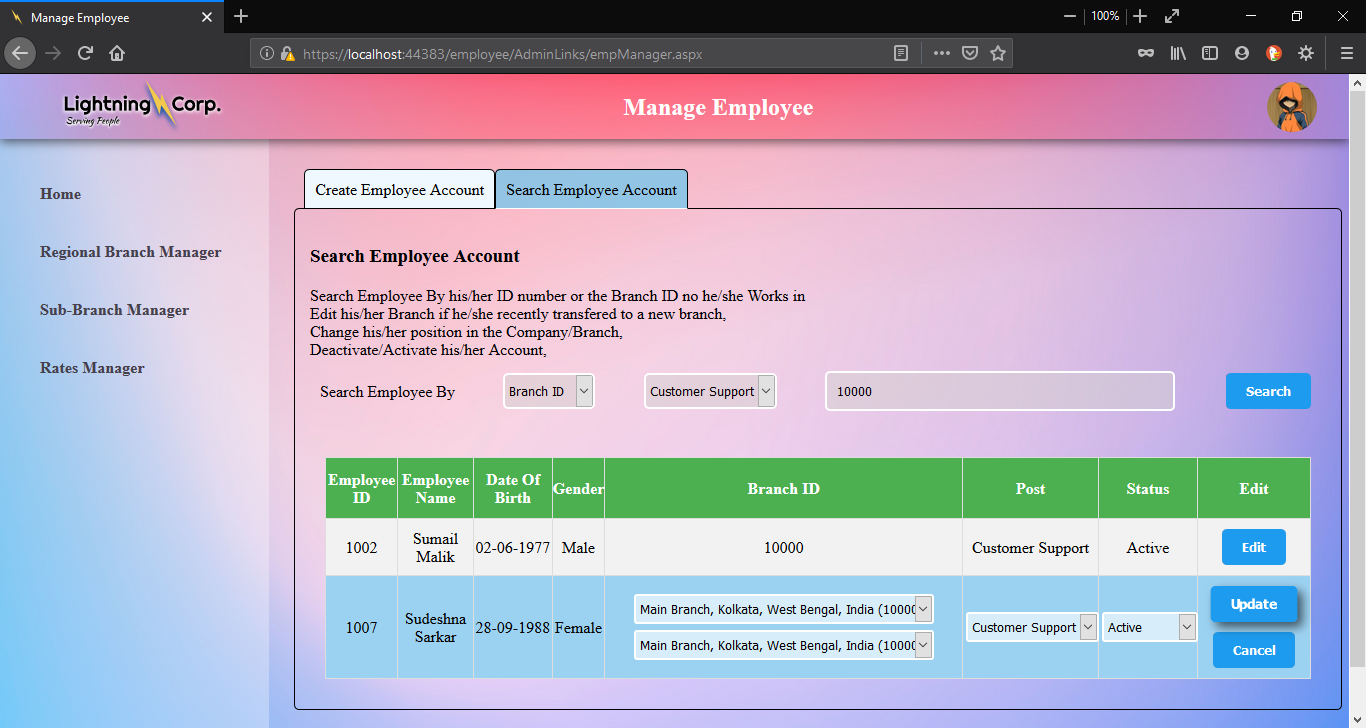 Manage Employee
100%
https://localhost:44383/employee/AdminLinks/empManager.aspx
Lightning Corp.
Serving People
Manage Employee
Home
Regional Branch Manager
Sub-Branch Manager
Rates Manager
Create Employee Account
Search Employee Account
Search Employee Account
Search Employee By his/her ID number or the Branch ID no he/she Works in
Edit his/her Branch if he/she recently transfered to a new branch,
Change his/her position in the Company/Branch,
Deactivate/Activate his/her Account,
Search Employee By Branch ID Customer Support 10000 Search
Employee ID Employee Name Date Of Birth Gender Branch ID Post Status Edit
1002 Sumail Malik 02-06-1977 Male 10000 Customer Support Active Edit
1007 Sudeshna Sarkar 28-09-1988 Female
Main Branch, Kolkata, West Bengal, India (10000
Main Branch, Kolkata, West Bengal, India (10000
Customer Support Active
Update
Cancel